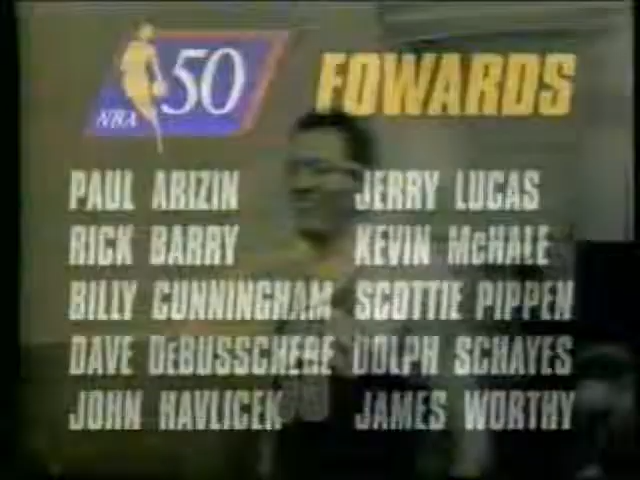 NBA 50
FOWARDS
PAUL ARIZIN
RICK BARRY
BILLY CUNNINGHAM
DAVE DeBUSSCHERE
JOHN HAVLICEK
JERRY LUCAS
KEVIN McHALE
SCOTTIE PIPPEN
DOLPH SCHAYES
JAMES WORTHY